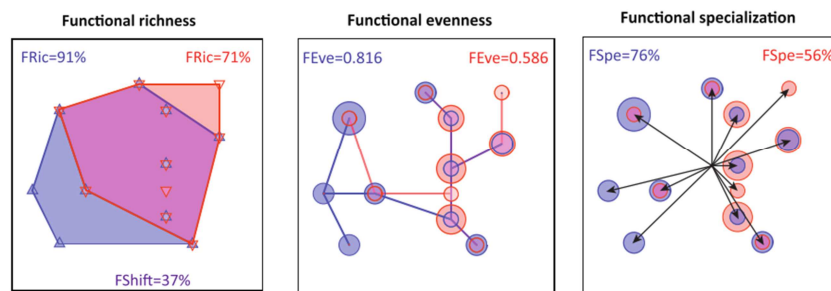 Functional richness
FRic=91% FRic=71%
FShift=37%
Functional evenness
FEve=0.816 FEve=0.586
Functional specialization
FSpe=76% FSpe=56%